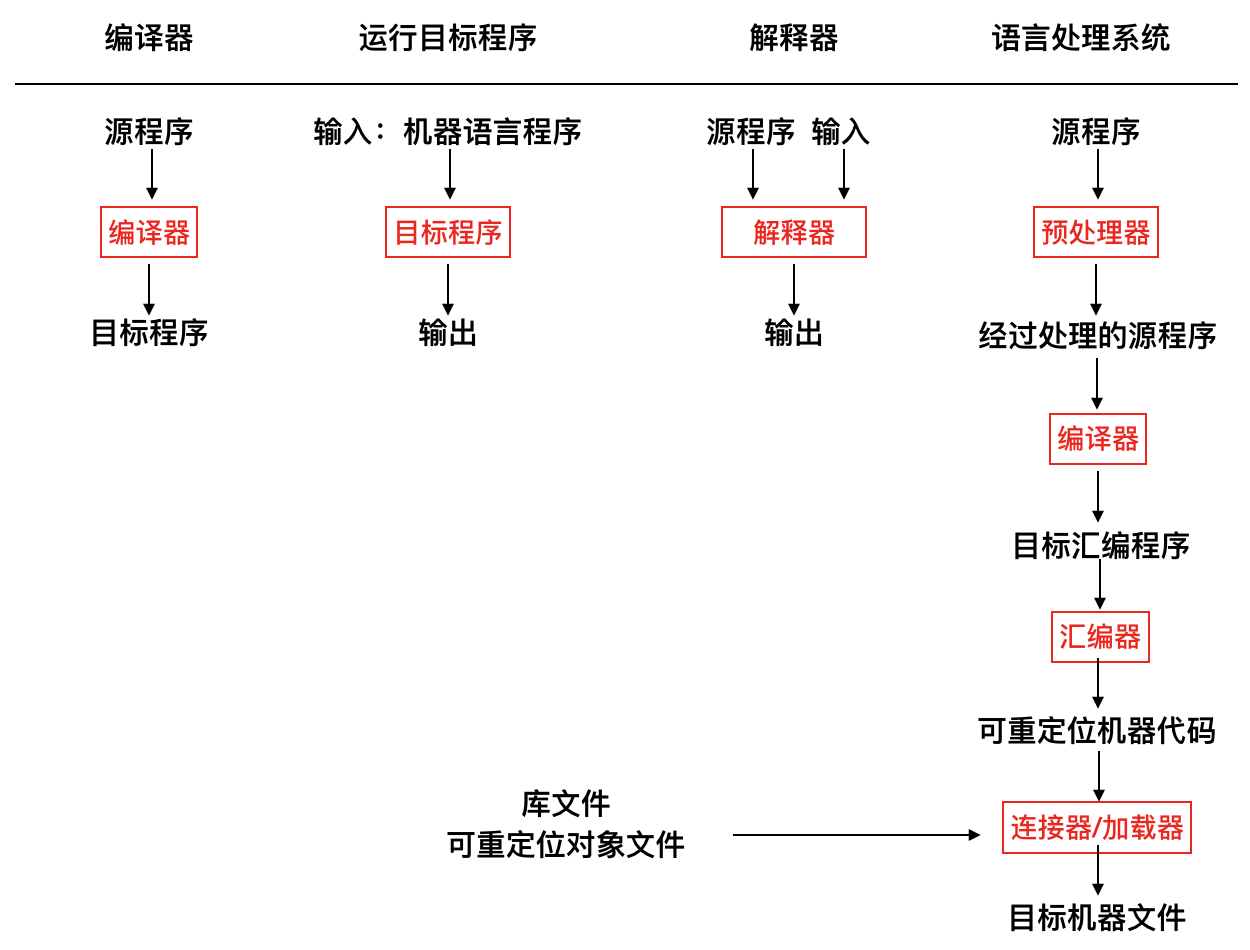 编译器
运行目标程序
解释器
语言处理系统
源程序
输入：机器语言程序
源程序 输入
源程序
编译器
目标程序
解释器
预处理器
目标程序
输出
输出
经过处理的源程序
编译器
目标汇编程序
汇编器
可重定位机器代码
库文件
可重定位对象文件
连接器/加载器
目标机器文件